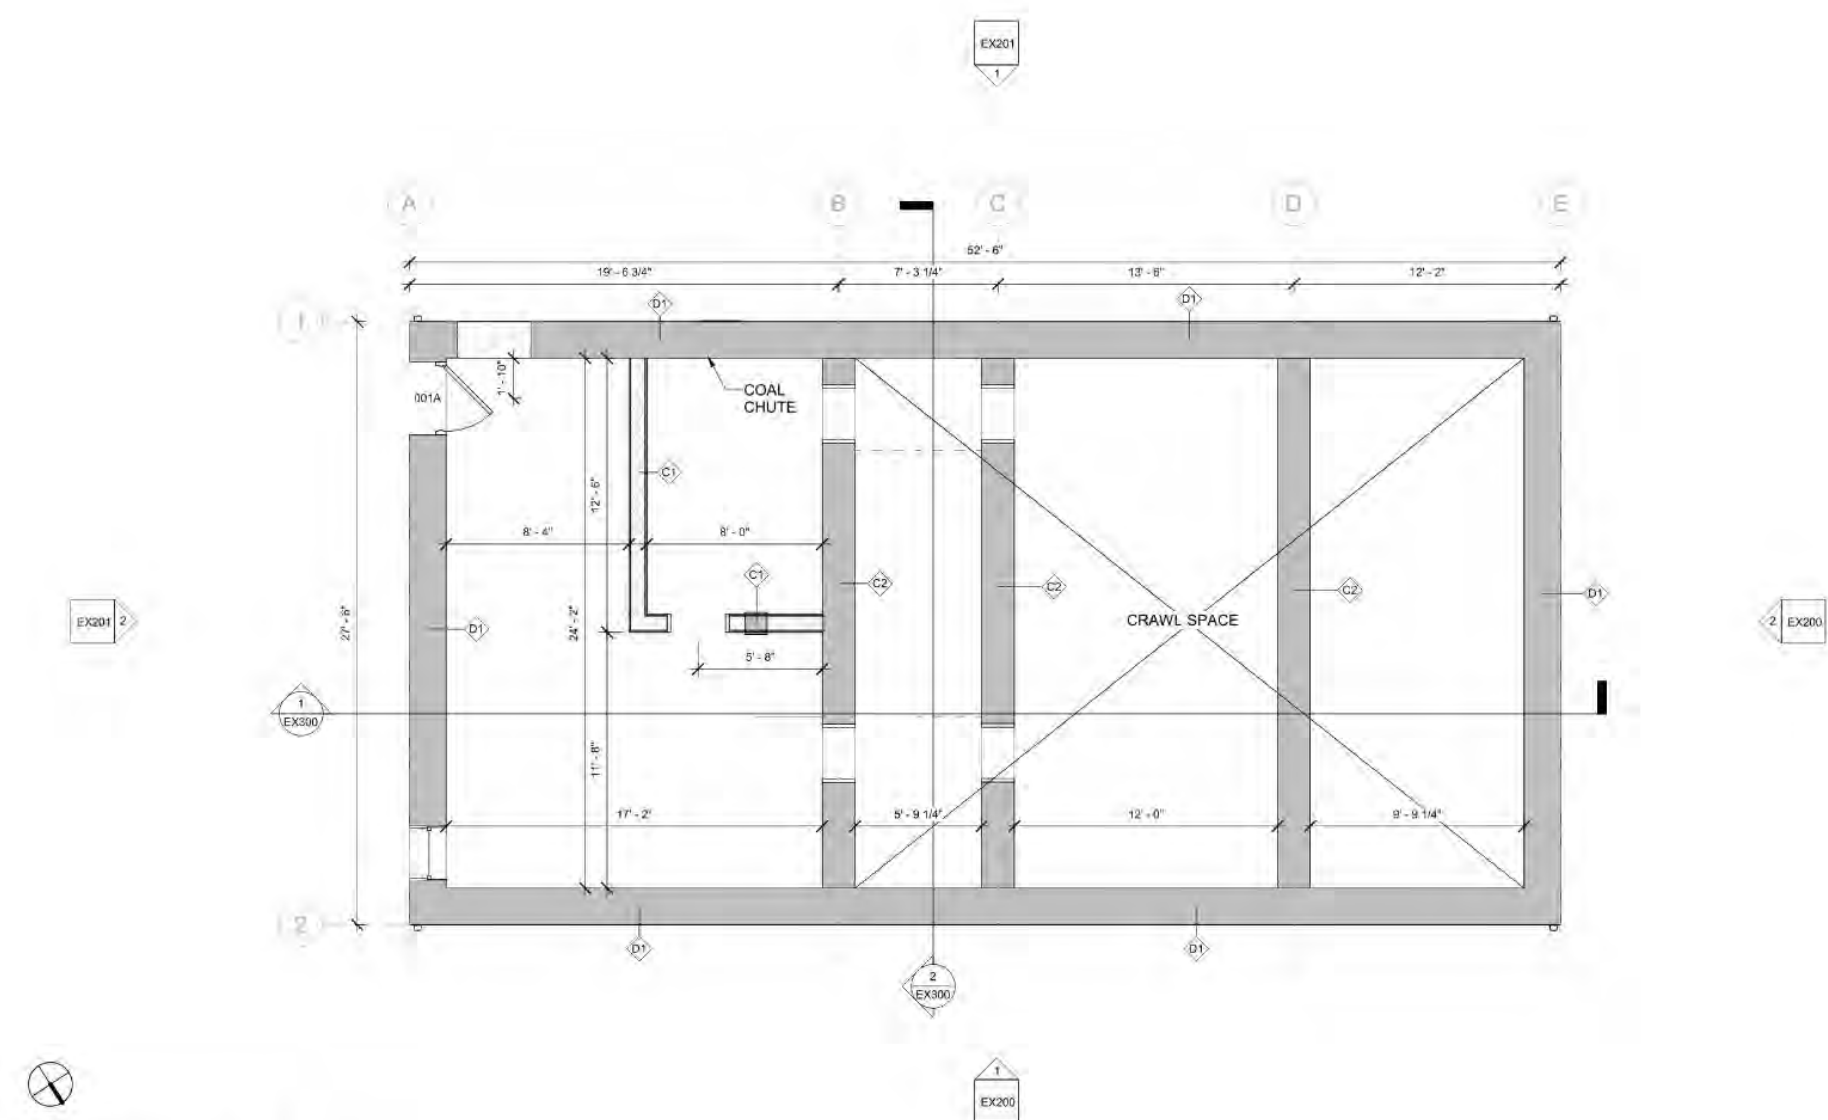 EX201
1
A
B
C
D
E
52' - 6"
19' - 6 3/4"
7' - 3 1/4"
13' - 6"
12' - 2"
D1
D1
1
1' - 10"
001A
COAL
CHUTE
C1
12' - 6"
8' - 4"
8' - 0"
C1
C2
C2
C2
D1
CRAWL SPACE
EX201
2
27' - 6"
D1
24' - 2"
2
EX200
5' - 8"
1
EX300
11' - 8"
17' - 2"
5' - 9 1/4"
12' - 0"
9' - 9 1/4"
2
D1
D1
2
EX300
1
EX200